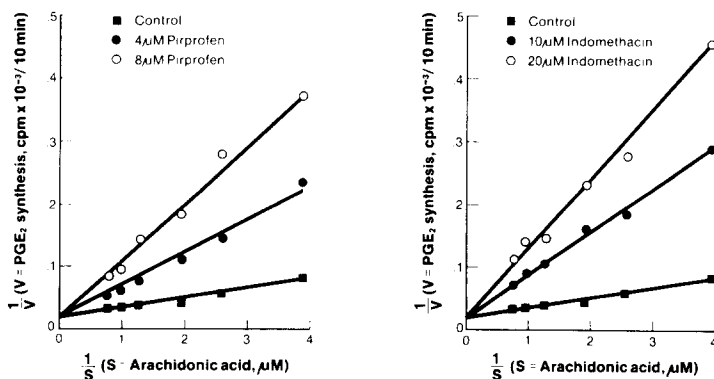 ■ Control
● 4μM Pirprofen
○ 8μM Pirprofen
.5
.4
.3
.2
.1
0
0 1 2 3 4
1/V (V = PGE₂ synthesis, cpm x 10⁻³/ 10 min)
1/S (S = Arachidonic acid, μM)
■ Control
● 10μM Indomethacin
○ 20μM Indomethacin
.5
.4
.3
.2
.1
0
0 1 2 3 4
1/V (V = PGE₂ synthesis, cpm x 10⁻³/ 10 min)
1/S (S = Arachidonic acid, μM)